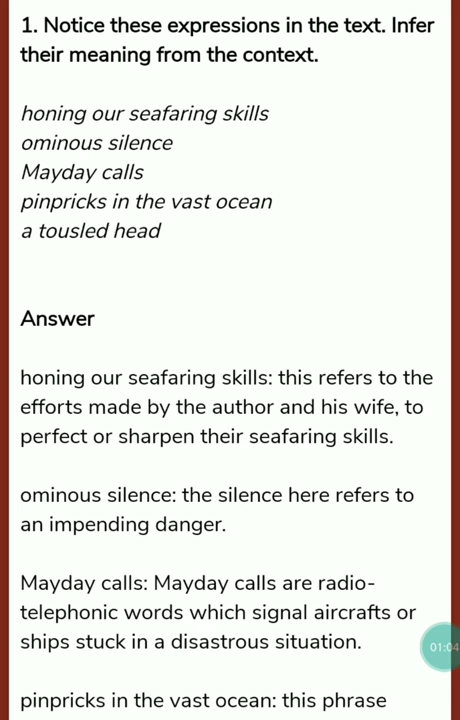 1. Notice these expressions in the text. Infer
their meaning from the context.
honing our seafaring skills
ominous silence
Mayday calls
pinpricks in the vast ocean
a tousled head
Answer
honing our seafaring skills: this refers to the
efforts made by the author and his wife, to
perfect or sharpen their seafaring skills.
ominous silence: the silence here refers to
an impending danger.
Mayday calls: Mayday calls are radio-
telephonic words which signal aircrafts or
ships stuck in a disastrous situation.
01:04
pinpricks in the vast ocean: this phrase